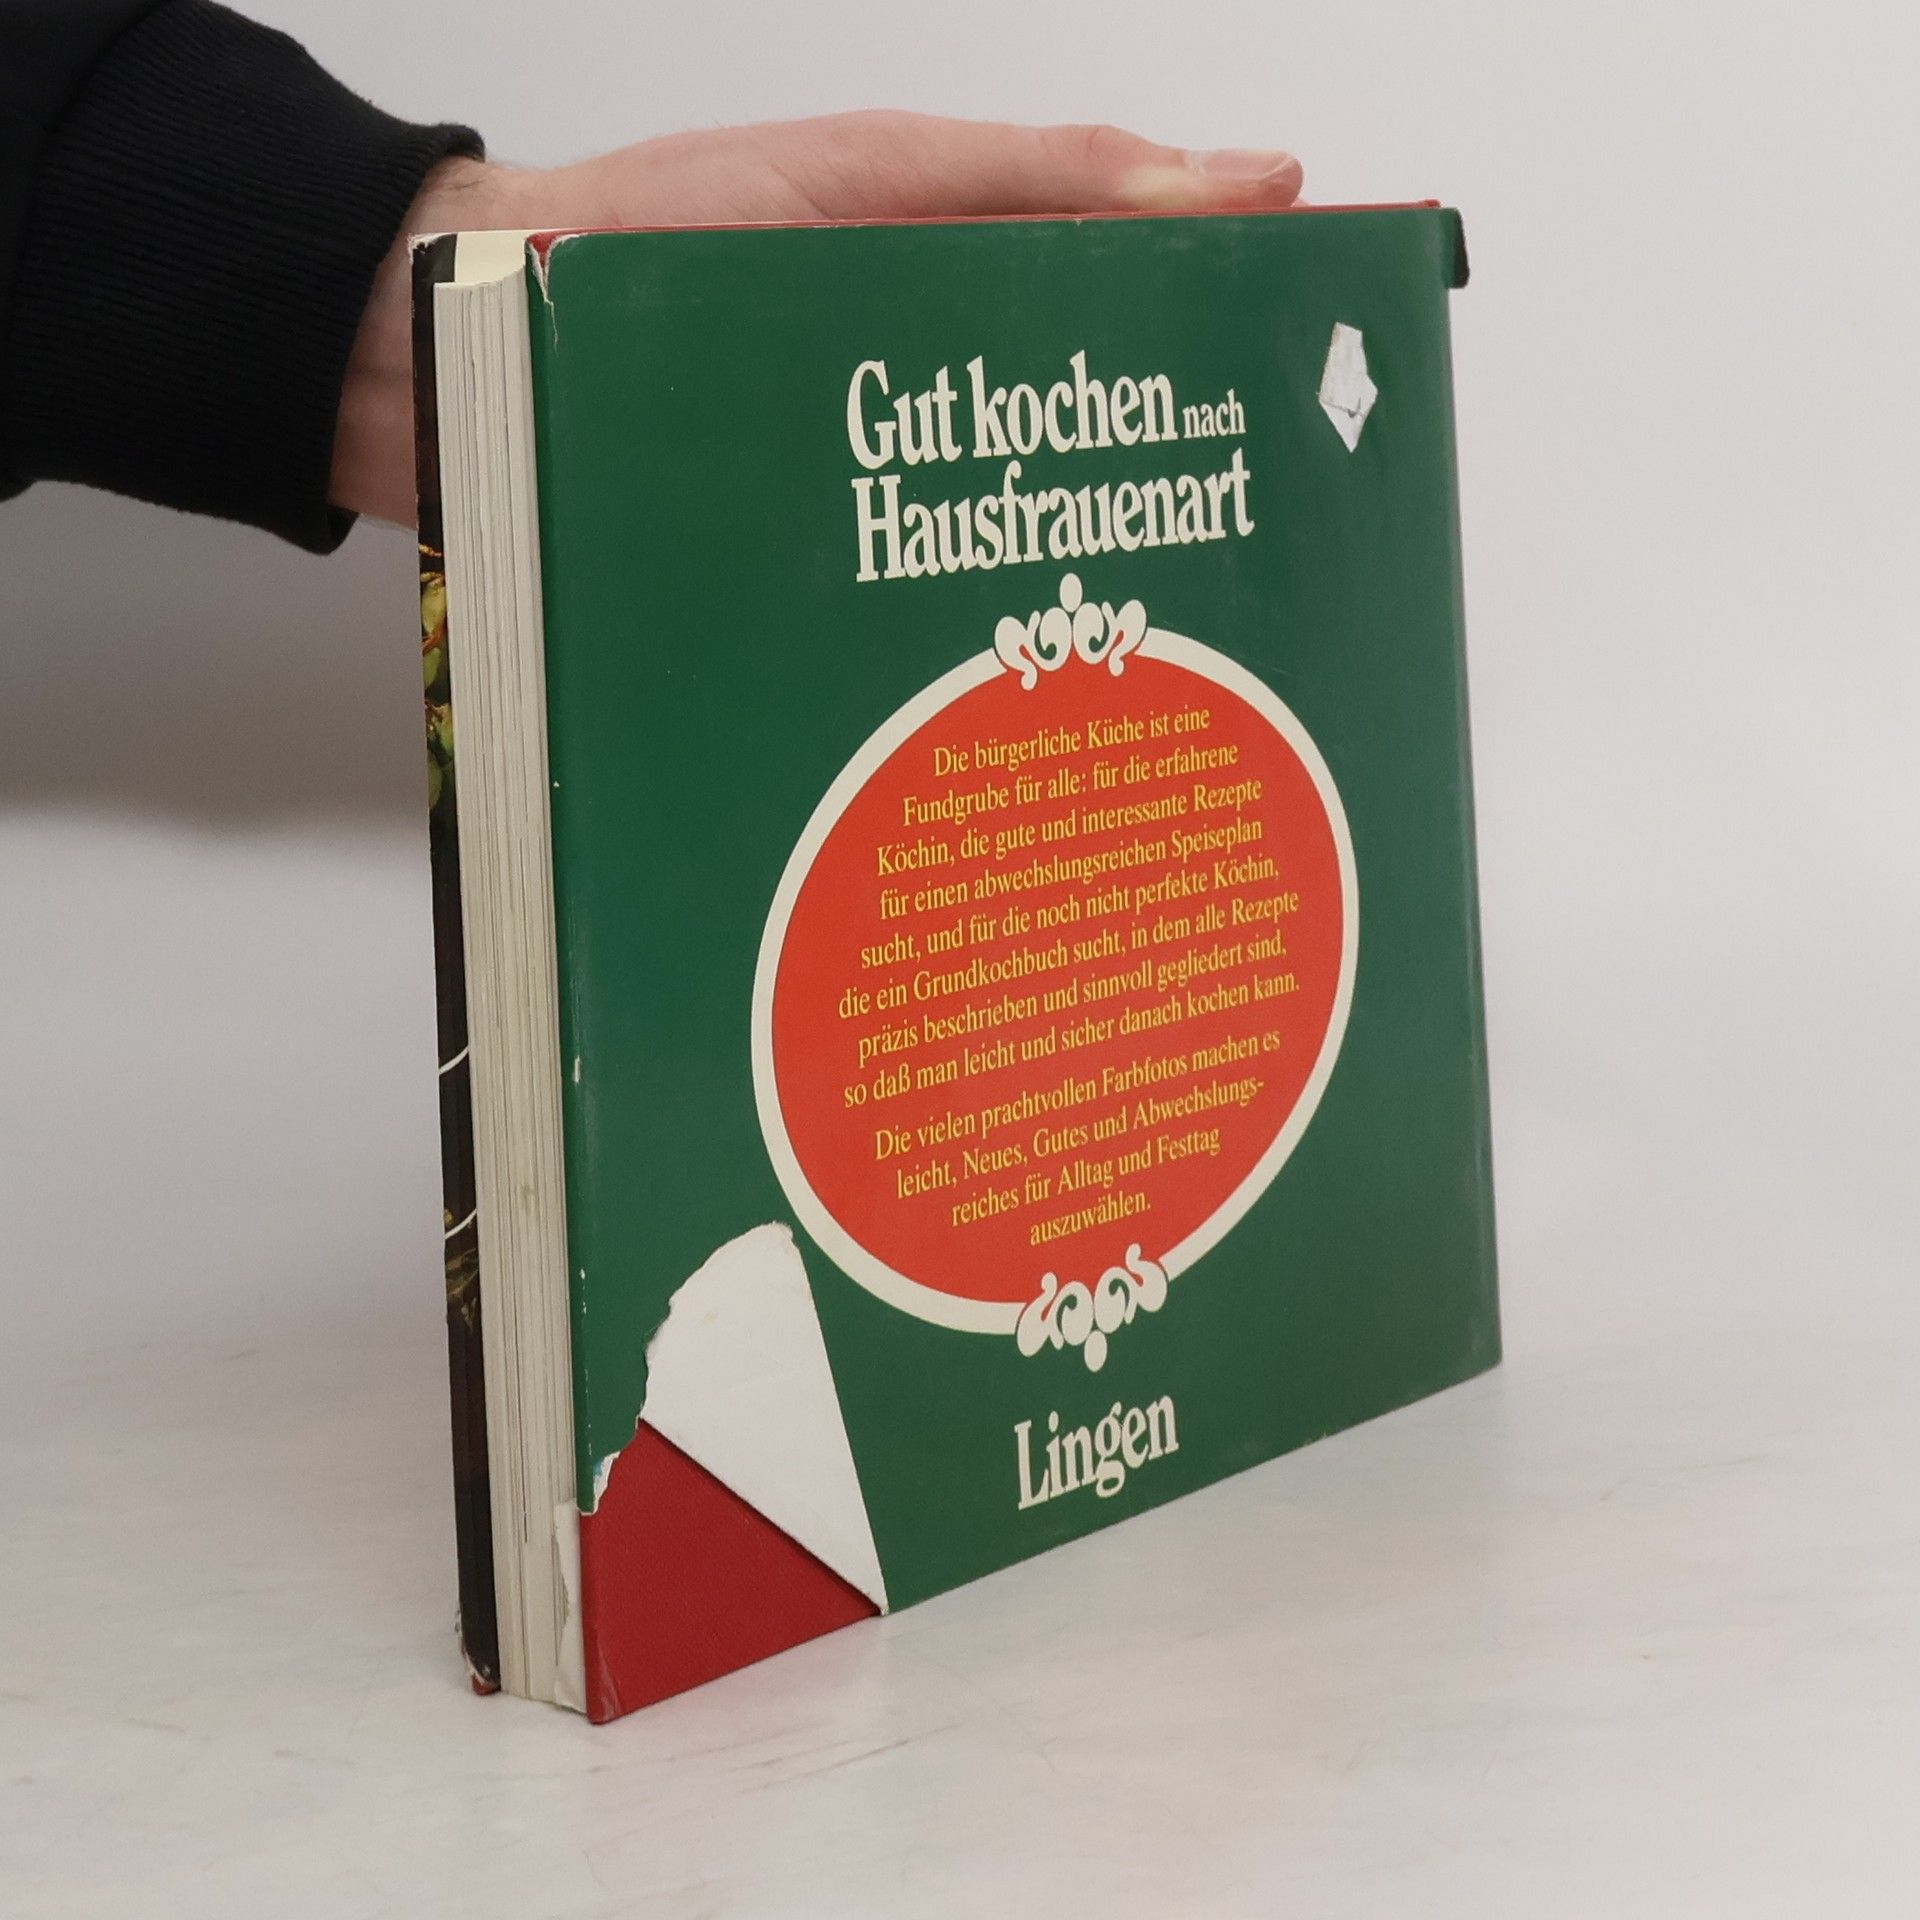 Gut kochen nach
Hausfrauenart
Die bürgerliche Küche ist eine
Fundgrube für alle: für die erfahrene
Köchin, die gute und interessante Rezepte
für einen abwechslungsreichen Speiseplan
sucht, und für die noch nicht perfekte Köchin,
die ein Grundkochbuch sucht, in dem alle Rezepte
präzis beschrieben und sinnvoll gegliedert sind,
so daß man leicht und sicher danach kochen kann.
Die vielen prachtvollen Farbfotos machen es
leicht, Neues, Gutes und Abwechslungs-
reiches für Alltag und Festtag
auszuwählen.
Lingen